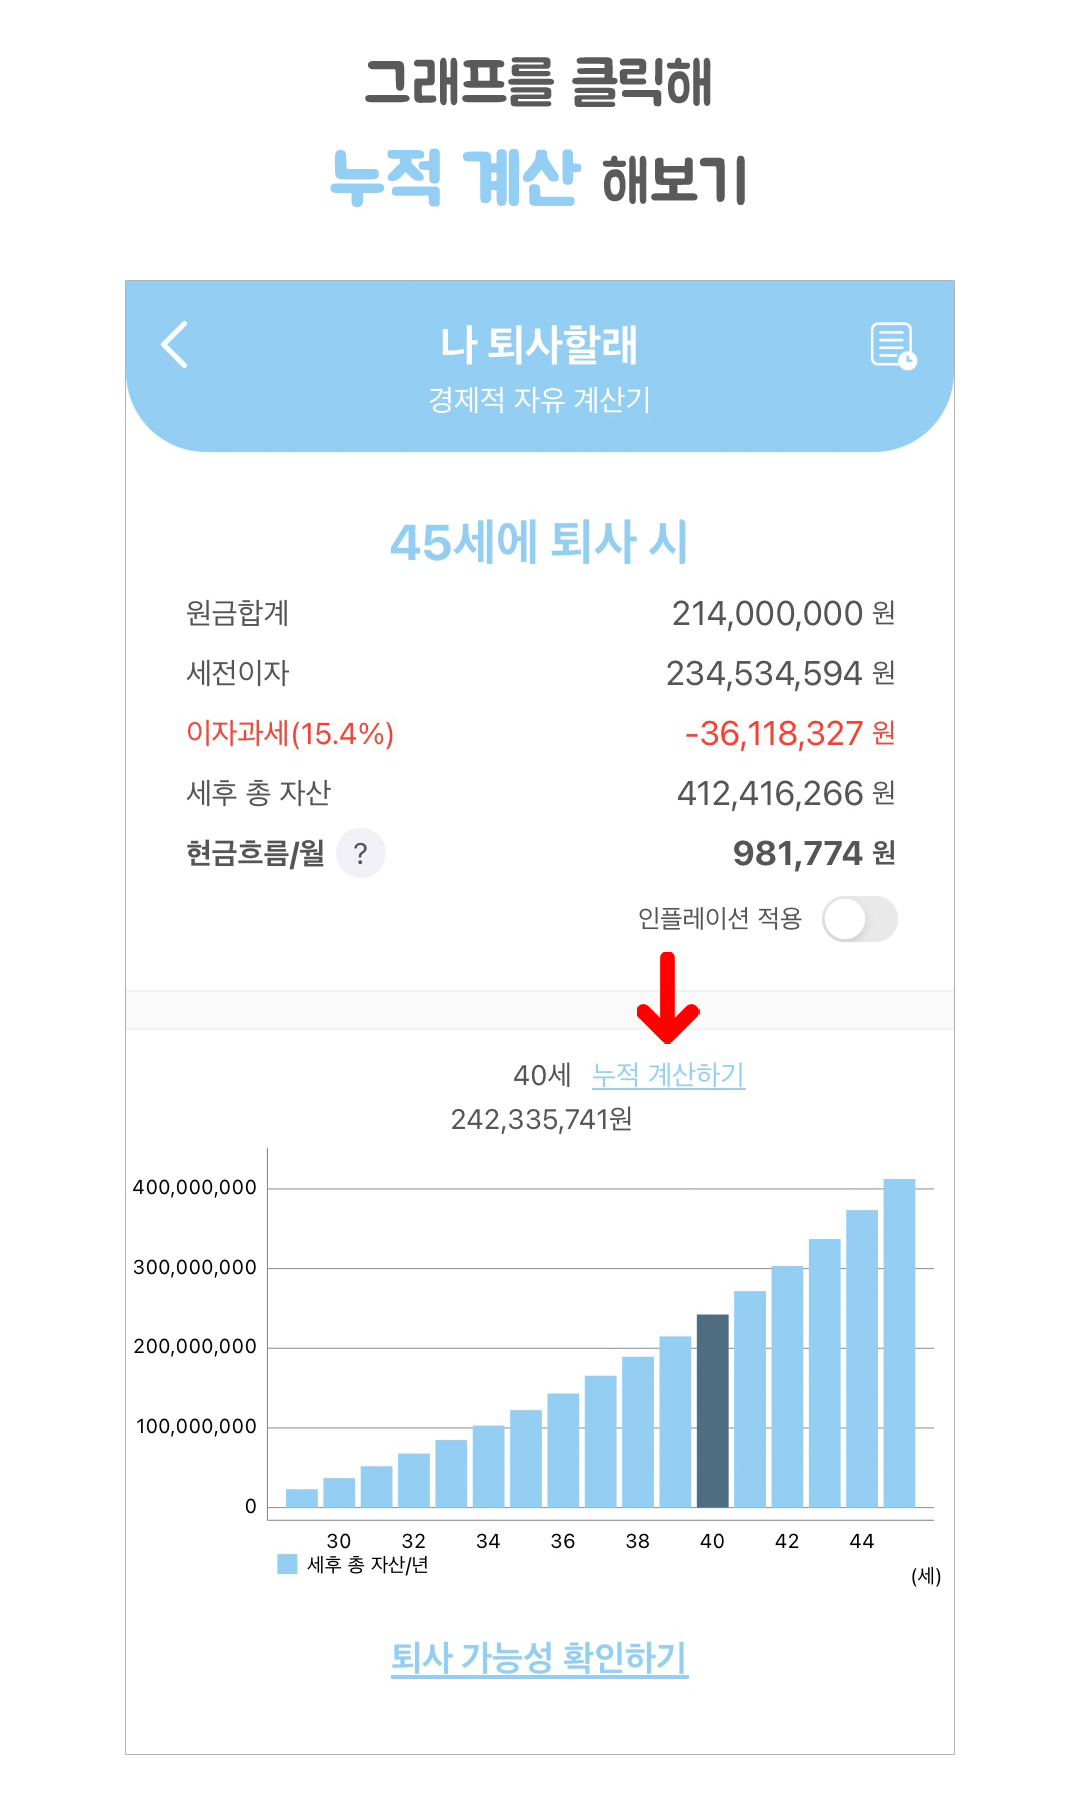 그래프를 클릭해
누적 계산 해보기
나 퇴사할래
경제적 자유 계산기
45세에 퇴사 시
원금합계 214,000,000 원
세전이자 234,534,594 원
이자과세(15.4%) -36,118,327 원
세후 총 자산 412,416,266 원
현금흐름/월 ? 981,774 원
인플레이션 적용
40세 누적 계산하기
242,335,741원
400,000,000
300,000,000
200,000,000
100,000,000
0
30 32 34 36 38 40 42 44
세후 총 자산/년
(세)
퇴사 가능성 확인하기